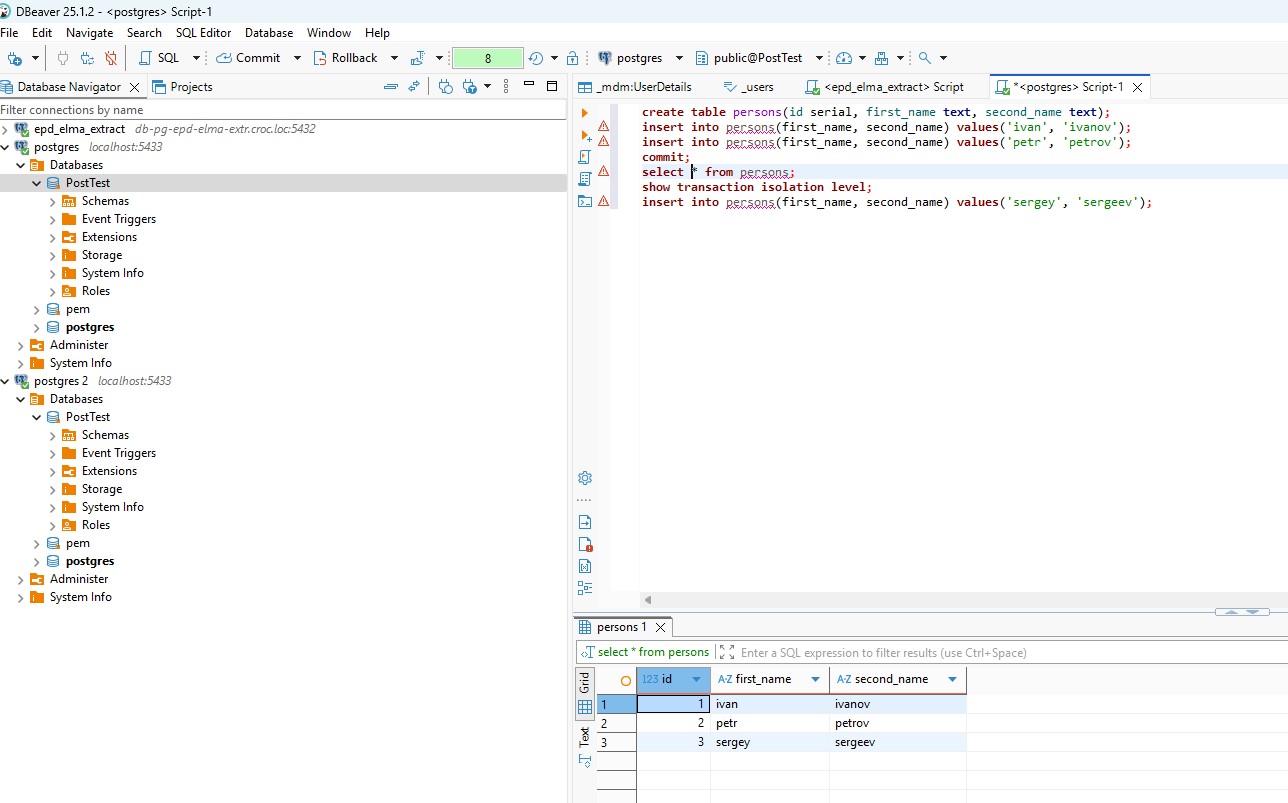 DBeaver 25.1.2 - <postgres> Script-1
File Edit Navigate Search SQL Editor Database Window Help
SQL Commit Rollback 8 postgres public@PostTest
Database Navigator Projects
_mdm:UserDetails _users <epd_elma_extract> Script *<postgres> Script-1
Filter connections by name
epd_elma_extract db-pg-epd-elma-extr.croc.loc:5432
postgres localhost:5433
Databases
PostTest
Schemas
Event Triggers
Extensions
Storage
System Info
Roles
pem
postgres
Administer
System Info
postgres 2 localhost:5433
Databases
PostTest
Schemas
Event Triggers
Extensions
Storage
System Info
Roles
pem
postgres
Administer
System Info
create table persons(id serial, first_name text, second_name text);
insert into persons(first_name, second_name) values('ivan', 'ivanov');
insert into persons(first_name, second_name) values('petr', 'petrov');
commit;
select * from persons;
show transaction isolation level;
insert into persons(first_name, second_name) values('sergey', 'sergeev');
persons 1
select * from persons Enter a SQL expression to filter results (use Ctrl+Space)
Grid
Text
123 id A-Z first_name A-Z second_name
1 1 ivan ivanov
2 2 petr petrov
3 3 sergey sergeev